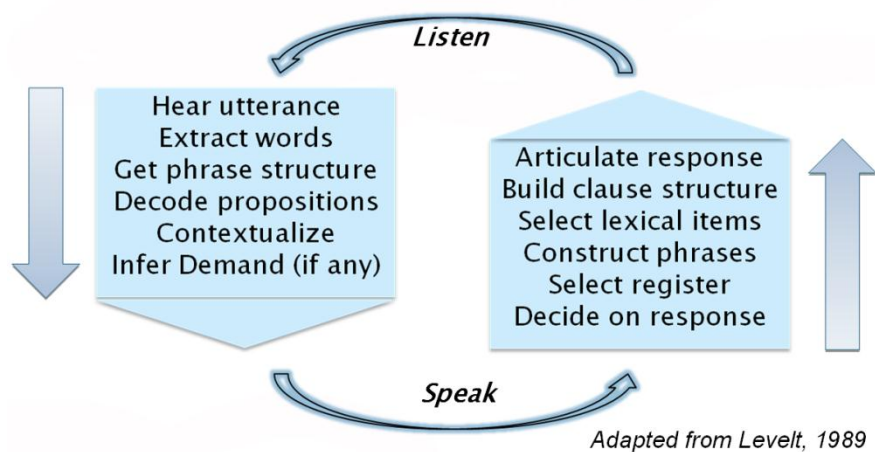 Listen
Hear utterance
Extract words
Get phrase structure
Decode propositions
Contextualize
Infer Demand (if any)
Articulate response
Build clause structure
Select lexical items
Construct phrases
Select register
Decide on response
Speak
Adapted from Levelt, 1989